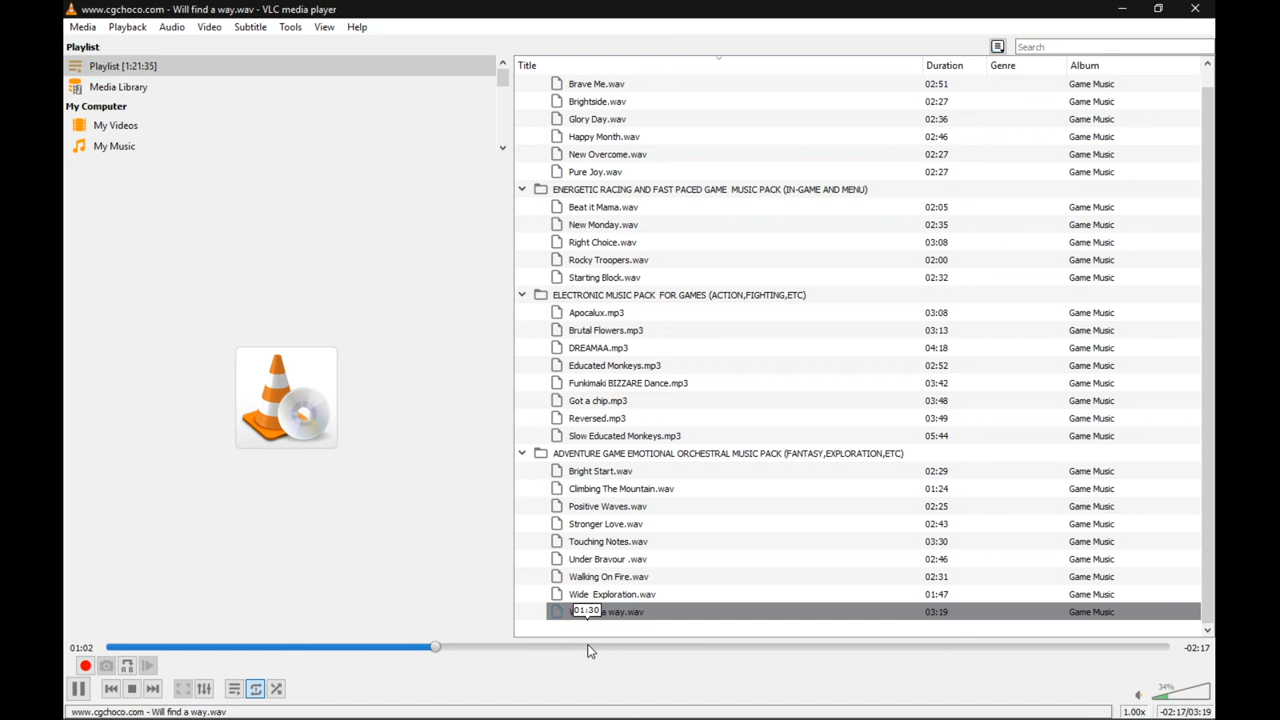 www.cgchoco.com - Will find a way.wav - VLC media player
Media Playback Audio Video Subtitle Tools View Help
Playlist
Search
Playlist [1:21:35]
Media Library
My Computer
My Videos
My Music
Title Duration Genre Album
Brave Me.wav 02:51 Game Music
Brightside.wav 02:27 Game Music
Glory Day.wav 02:36 Game Music
Happy Month.wav 02:46 Game Music
New Overcome.wav 02:27 Game Music
Pure Joy.wav 02:27 Game Music
ENERGETIC RACING AND FAST PACED GAME MUSIC PACK (IN-GAME AND MENU)
Beat it Mama.wav 02:05 Game Music
New Monday.wav 02:35 Game Music
Right Choice.wav 03:08 Game Music
Rocky Troopers.wav 02:00 Game Music
Starting Block.wav 02:32 Game Music
ELECTRONIC MUSIC PACK FOR GAMES (ACTION,FIGHTING,ETC)
Apocalux.mp3 03:08 Game Music
Brutal Flowers.mp3 03:13 Game Music
DREAMAA.mp3 04:18 Game Music
Educated Monkeys.mp3 02:52 Game Music
Funkimaki BIZZARE Dance.mp3 03:42 Game Music
Got a chip.mp3 03:48 Game Music
Reversed.mp3 03:49 Game Music
Slow Educated Monkeys.mp3 05:44 Game Music
ADVENTURE GAME EMOTIONAL ORCHESTRAL MUSIC PACK (FANTASY,EXPLORATION,ETC)
Bright Start.wav 02:29 Game Music
Climbing The Mountain.wav 01:24 Game Music
Positive Waves.wav 02:25 Game Music
Stronger Love.wav 02:43 Game Music
Touching Notes.wav 03:30 Game Music
Under Bravour .wav 02:46 Game Music
Walking On Fire.wav 02:31 Game Music
Wide Exploration.wav 01:47 Game Music
01:30 a way.wav 03:19 Game Music
01:02 -02:17
34%
www.cgchoco.com - Will find a way.wav 1.00x -02:17/03:19